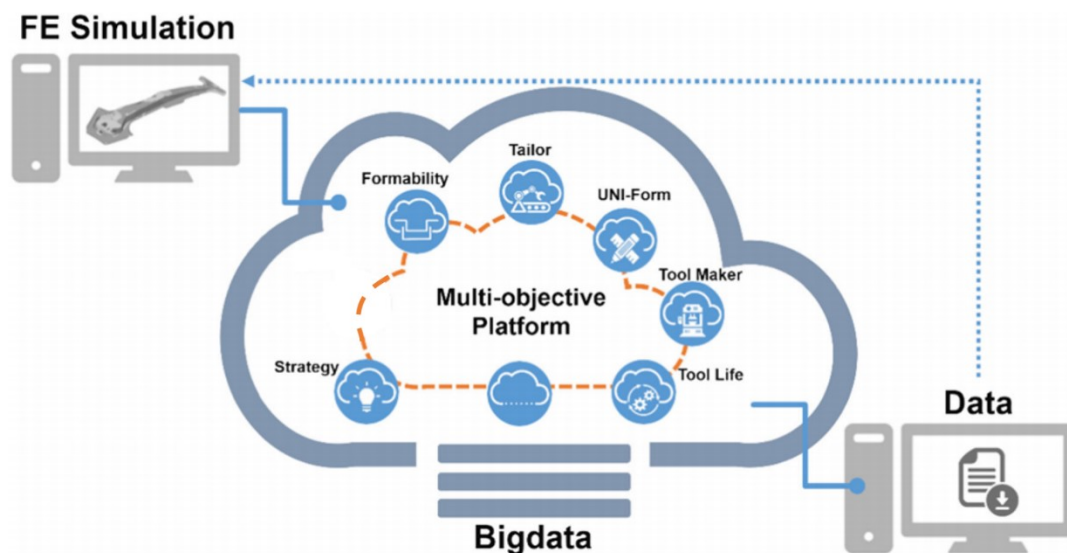 FE Simulation
Tailor
Formability
UNI-Form
Tool Maker
Multi-objective
Platform
Strategy
Tool Life
Data
Bigdata